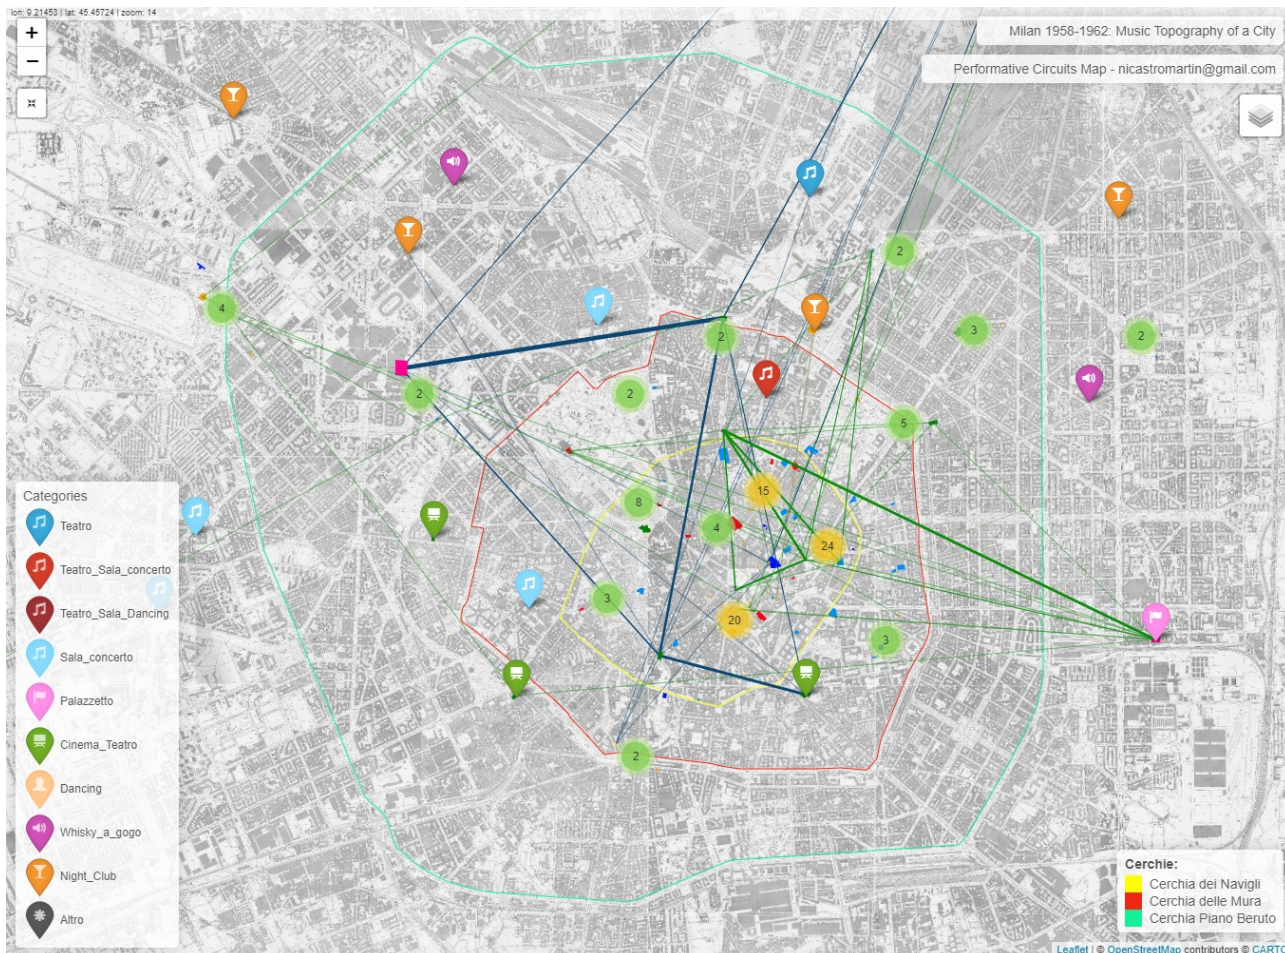 lon: 9.21453 | lat: 45.45724 | zoom: 14
+
−
Milan 1958-1962: Music Topography of a City
Performative Circuits Map - nicastromartin@gmail.com
2
4
3
2
2
2
2
5
15
8
4
24
3
20
3
2
Categories
Teatro
Teatro_Sala_concerto
Teatro_Sala_Dancing
Sala_concerto
Palazzetto
Cinema_Teatro
Dancing
Whisky_a_gogo
Night_Club
Altro
Cerchie:
Cerchia dei Navigli
Cerchia delle Mura
Cerchia Piano Beruto
Leaflet | © OpenStreetMap contributors © CARTO